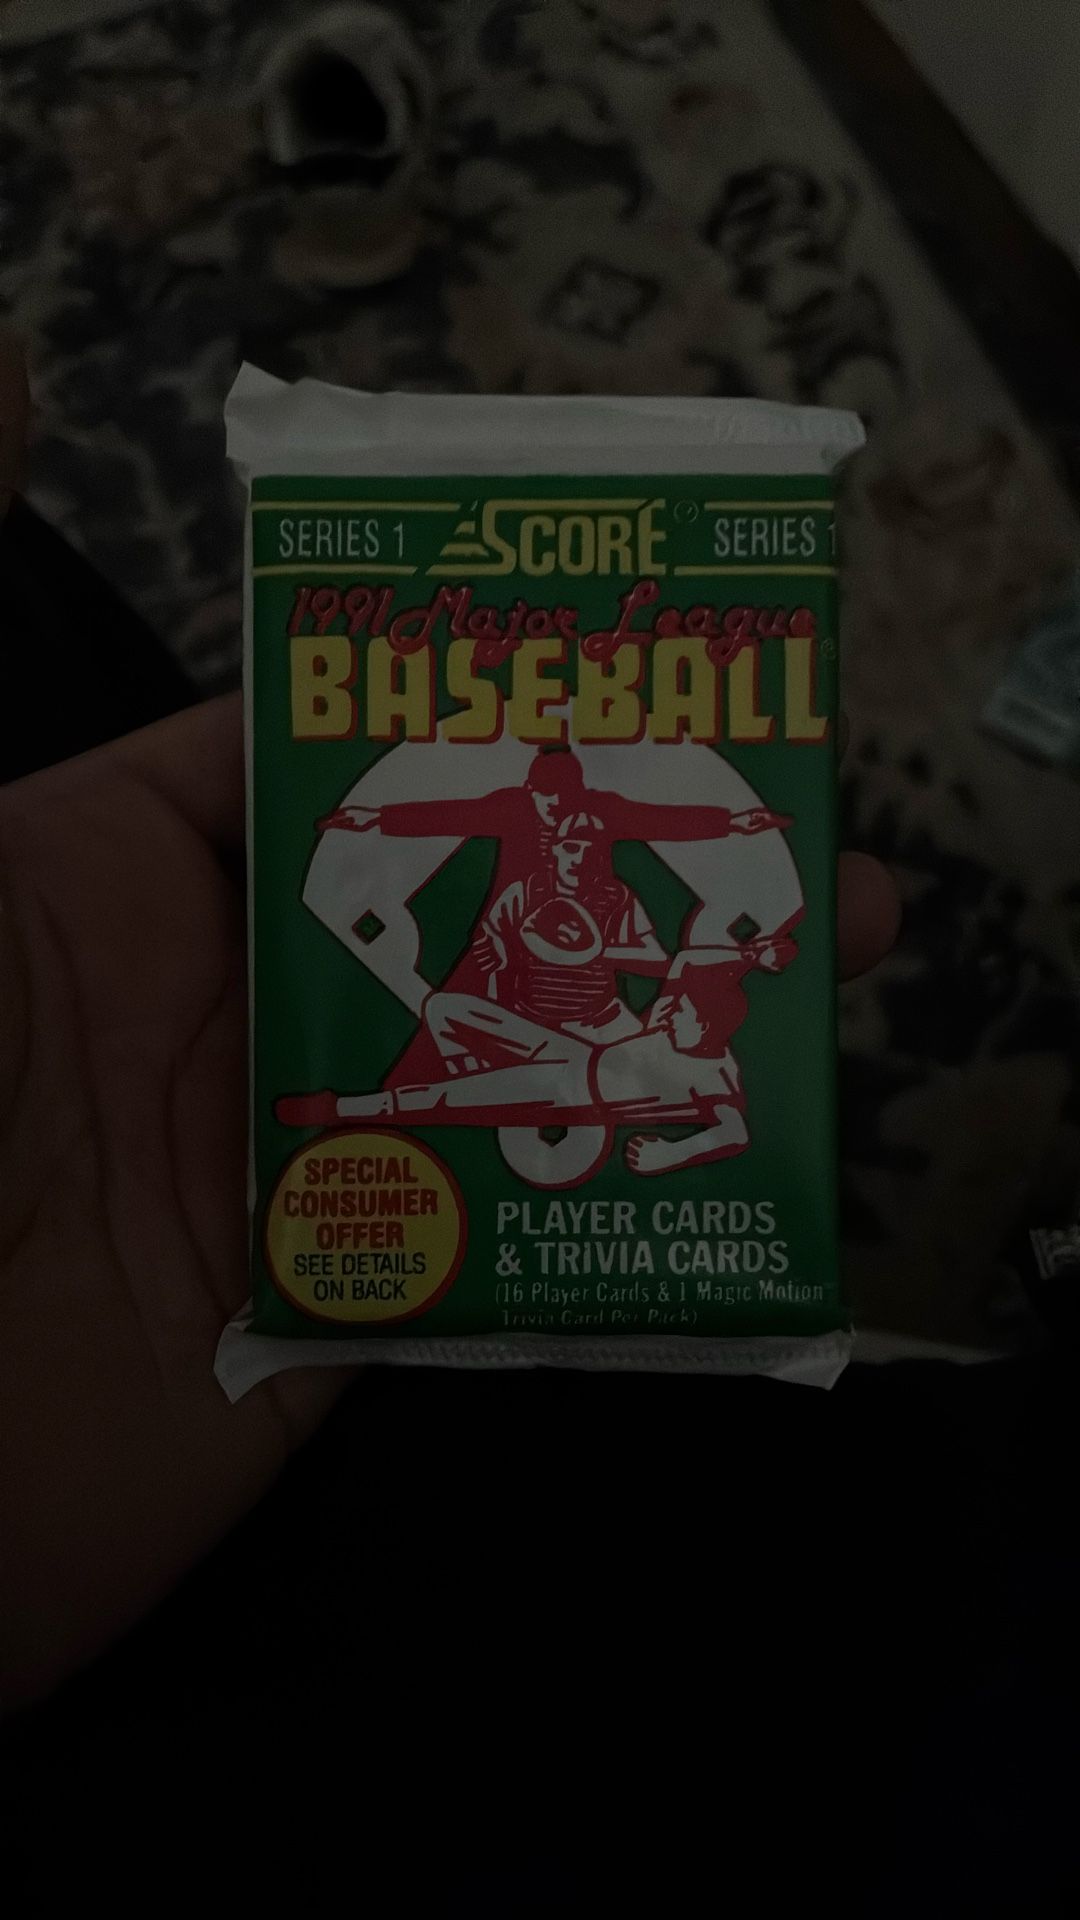 SERIES 1 SCORE ® SERIES 1
1991 Major League
BASEBALL
SPECIAL
CONSUMER
OFFER
SEE DETAILS
ON BACK
PLAYER CARDS
& TRIVIA CARDS
(16 Player Cards & 1 Magic Motion
Trivia Card Per Pack)